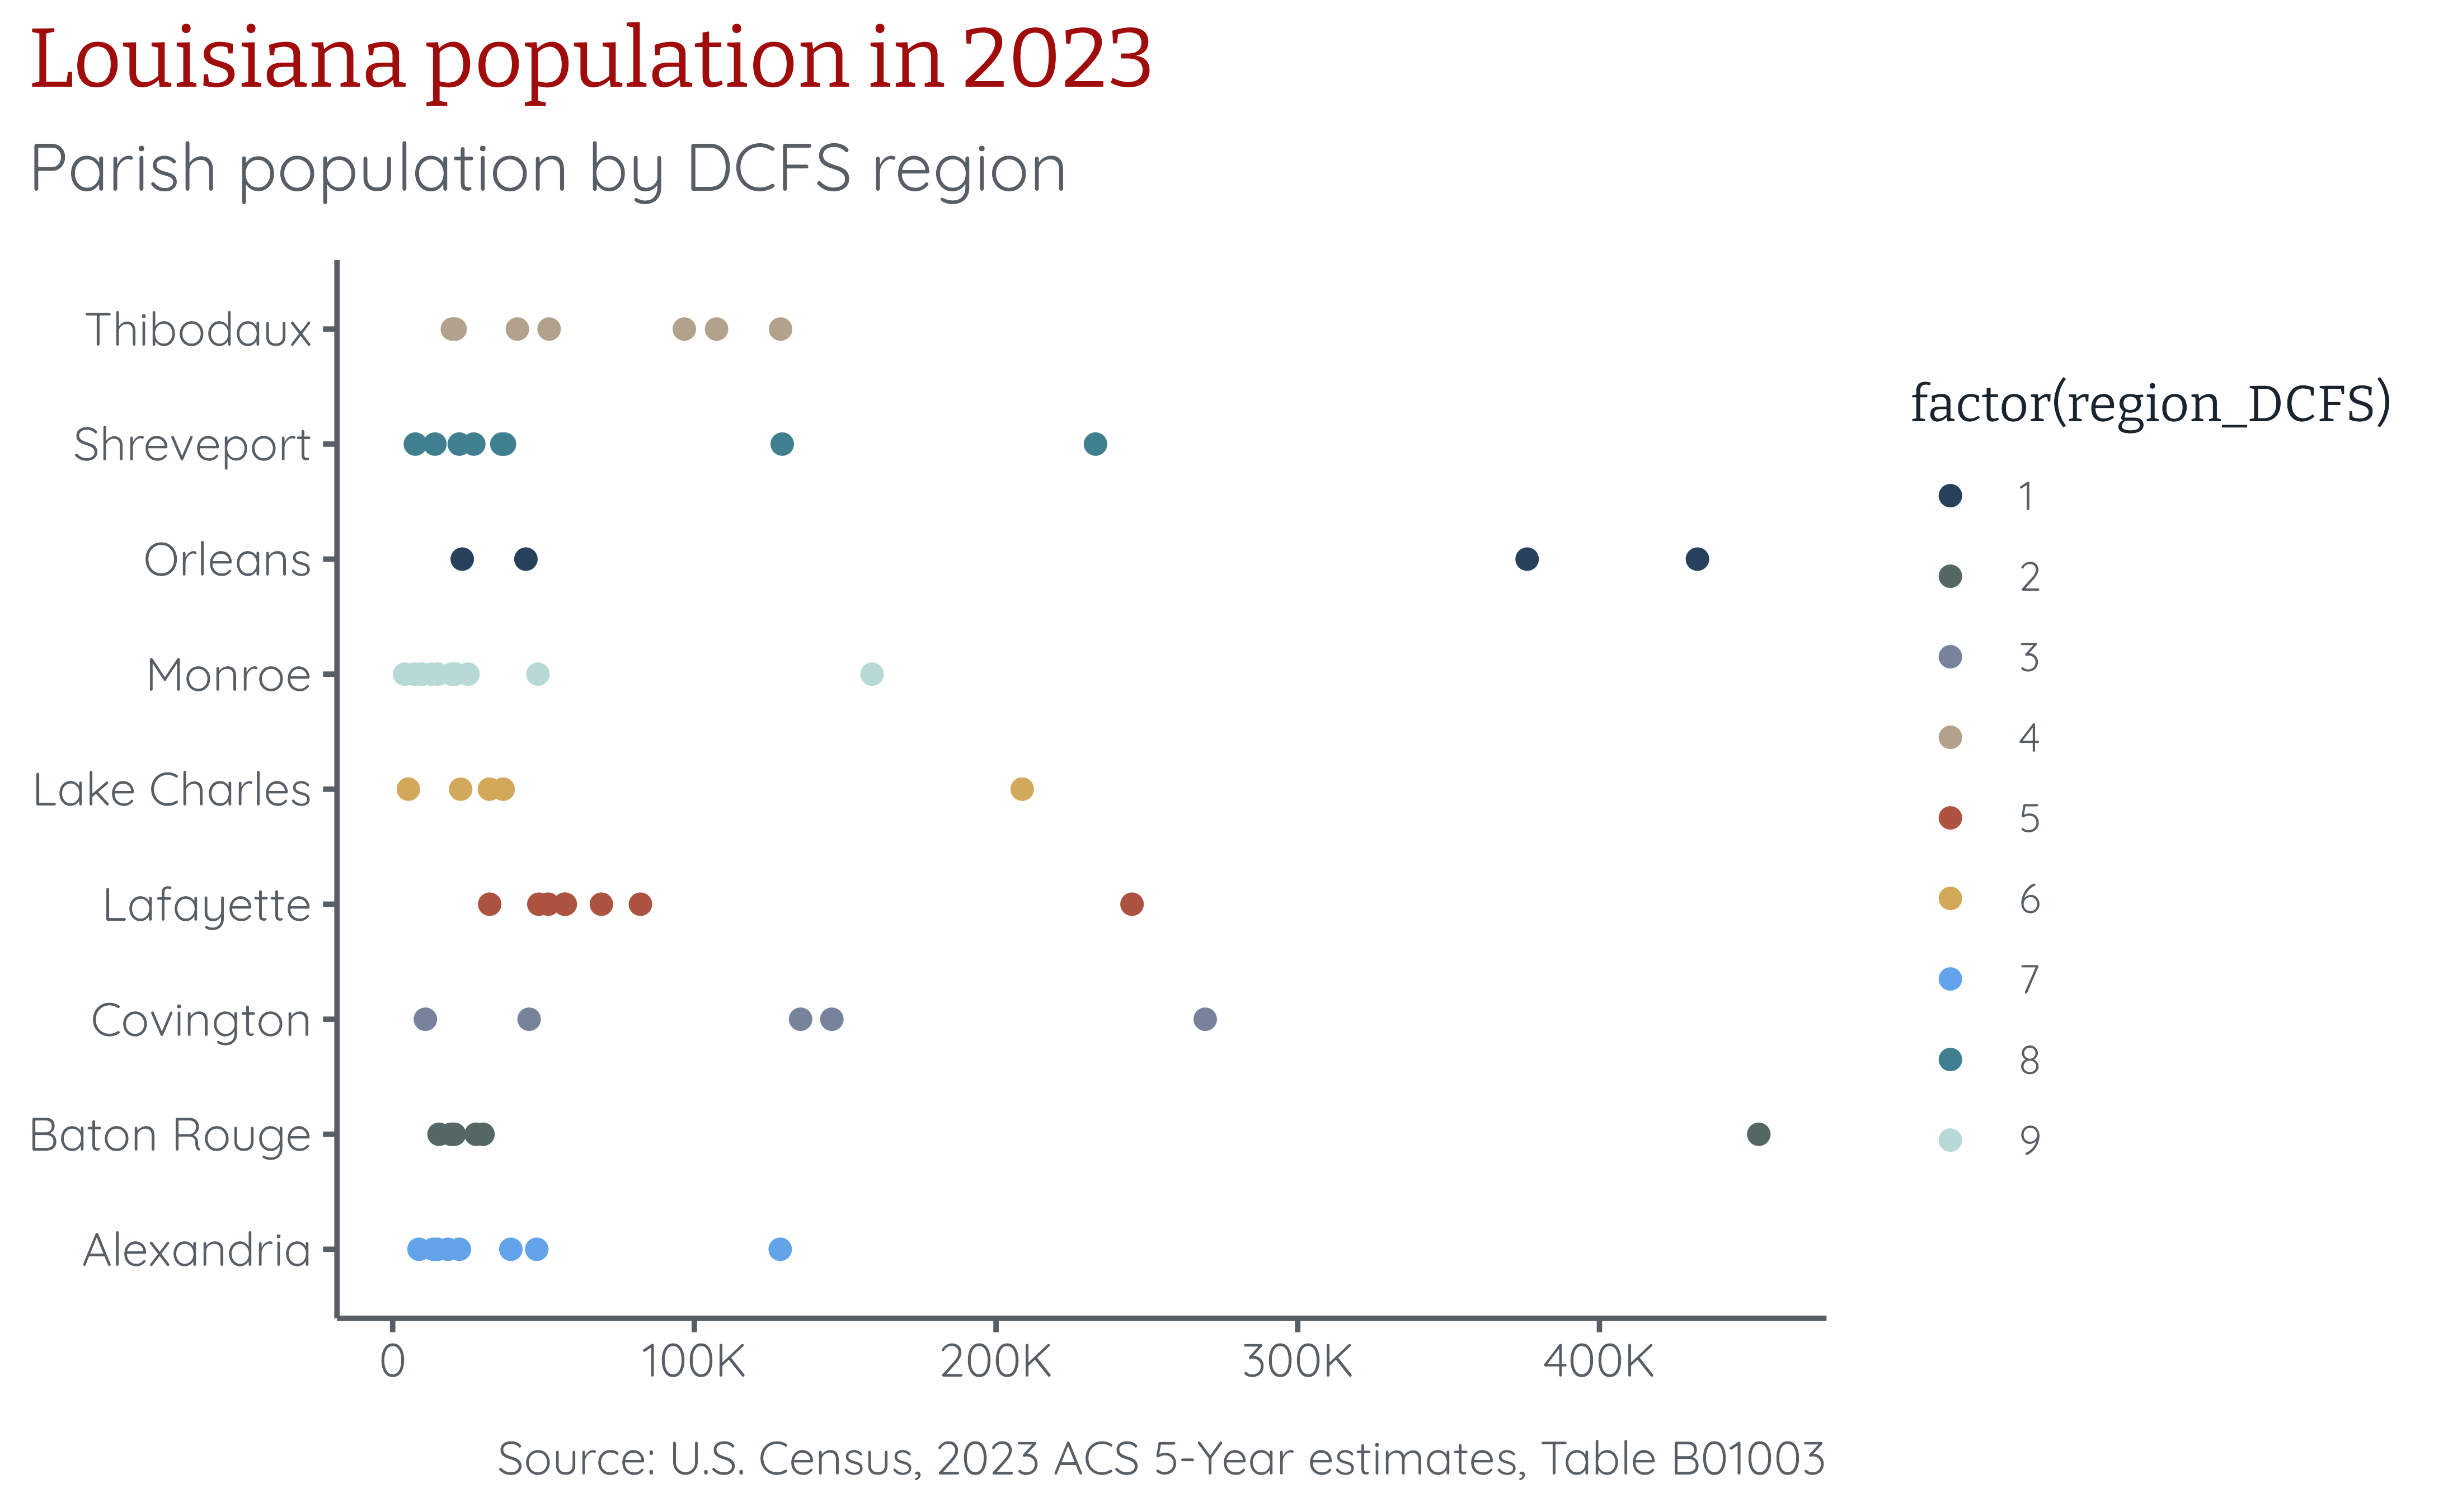 Louisiana population in 2023
Parish population by DCFS region
Thibodaux
Shreveport
Orleans
Monroe
Lake Charles
Lafayette
Covington
Baton Rouge
Alexandria
0 100K 200K 300K 400K
factor(region_DCFS)
1
2
3
4
5
6
7
8
9
Source: U.S. Census, 2023 ACS 5-Year estimates, Table B01003